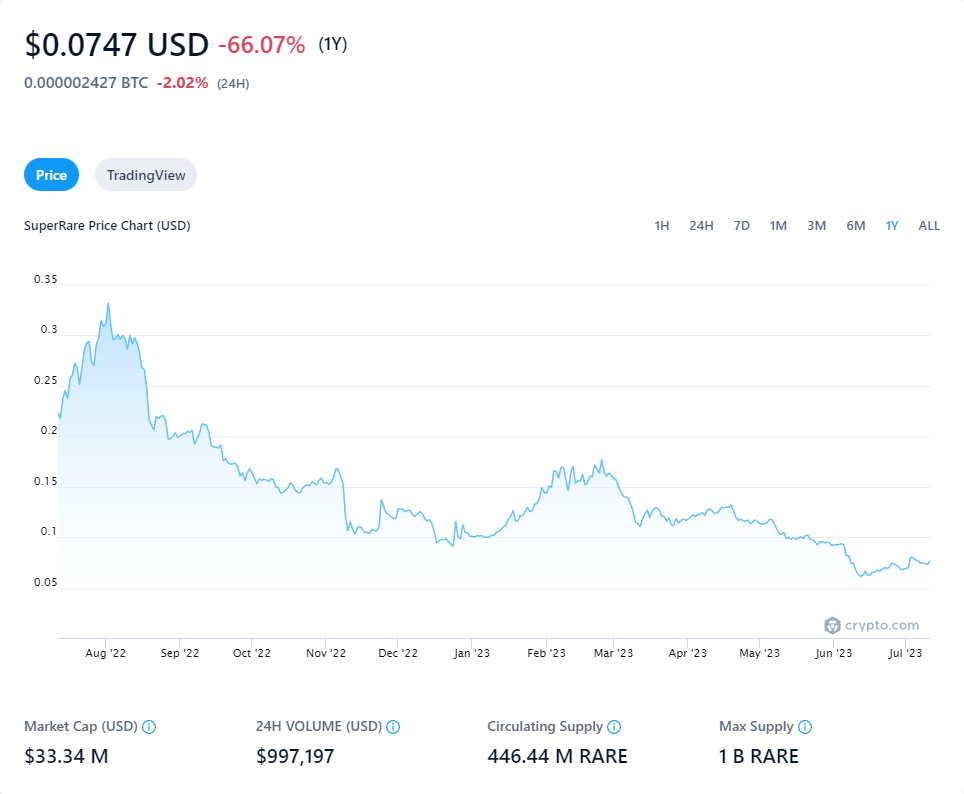 $0.0747 USD -66.07% (1Y)
0.000002427 BTC -2.02% (24H)
Price TradingView
SuperRare Price Chart (USD) 1H 24H 7D 1M 3M 6M 1Y ALL
0.35
0.3
0.25
0.2
0.15
0.1
0.05
crypto.com
Aug '22 Sep '22 Oct '22 Nov '22 Dec '22 Jan '23 Feb '23 Mar '23 Apr '23 May '23 Jun '23 Jul '23
Market Cap (USD) 24H VOLUME (USD) Circulating Supply Max Supply
$33.34 M $997,197 446.44 M RARE 1 B RARE